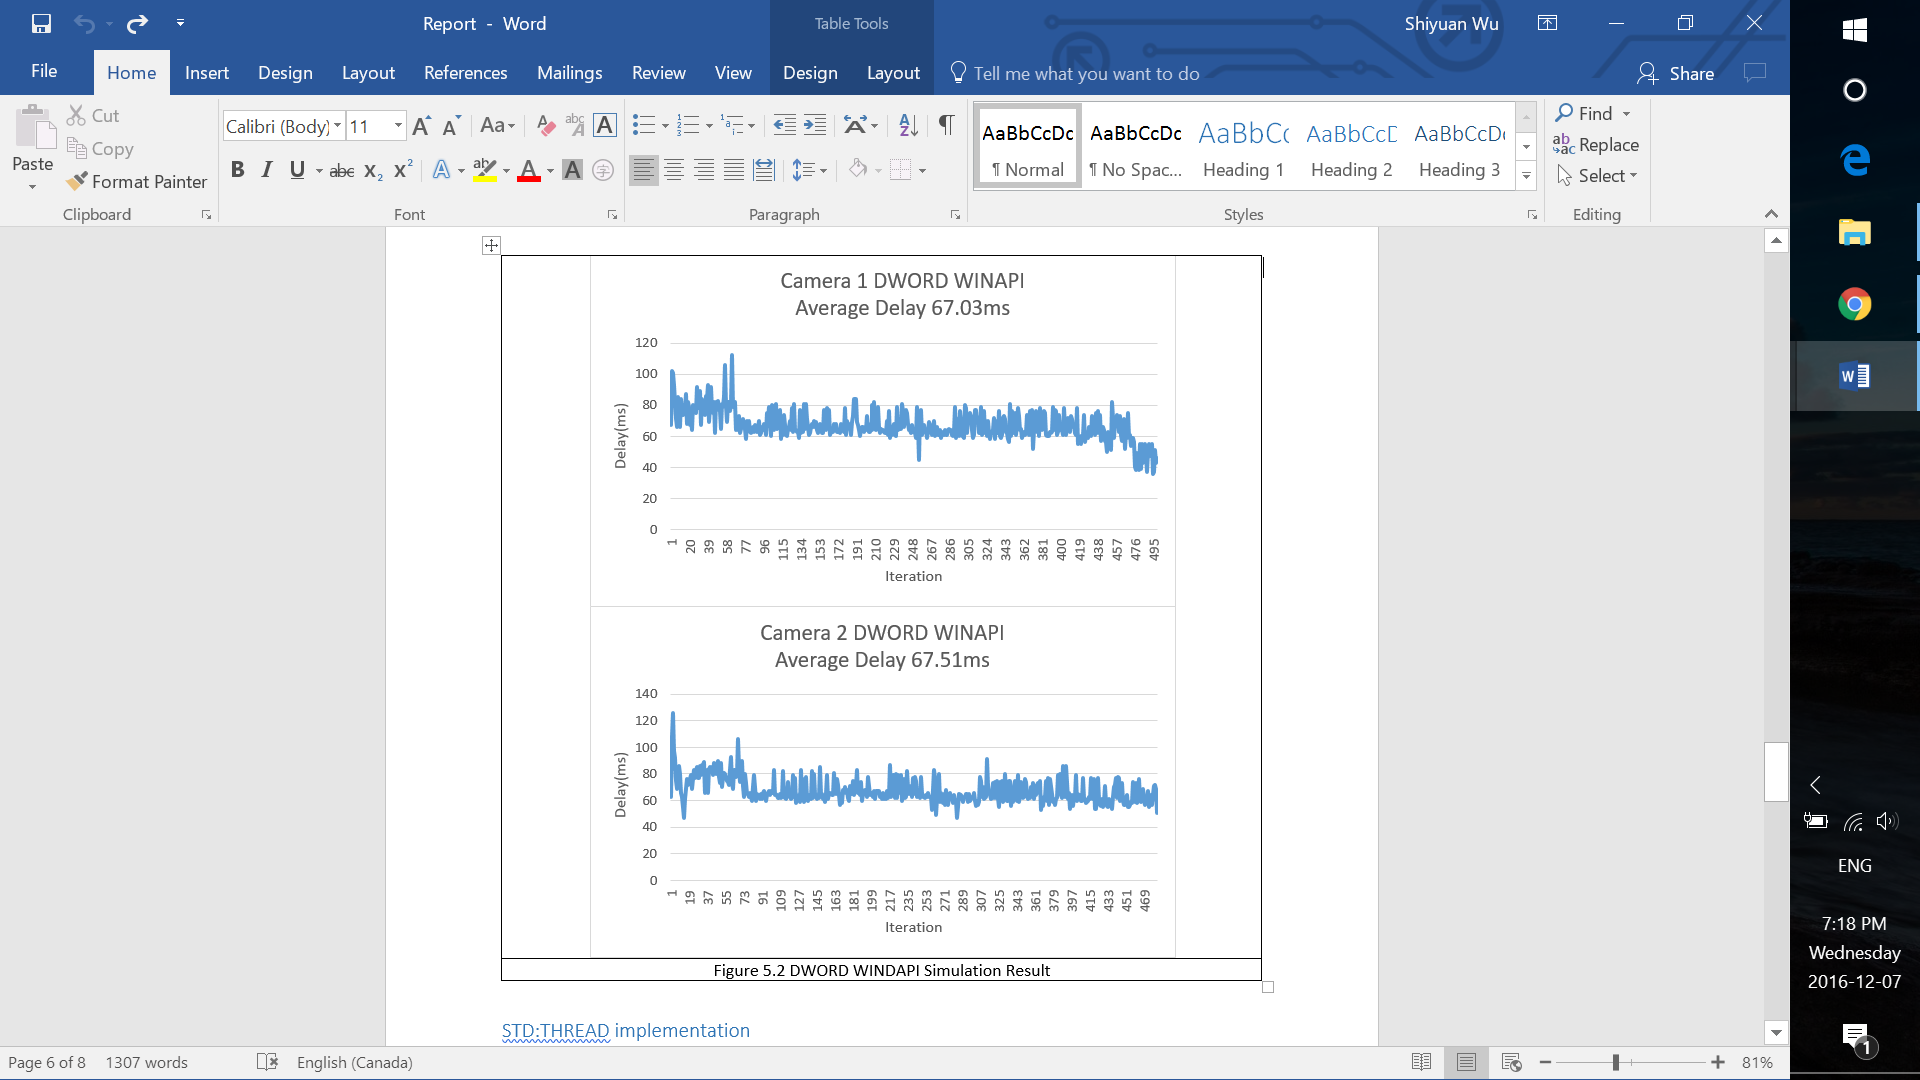 Report - Word
Table Tools
Shiyuan Wu
File
Home
Insert
Design
Layout
References
Mailings
Review
View
Design
Layout
Tell me what you want to do
Share
Paste
Cut
Copy
Format Painter
Clipboard
Calibri (Body)
11
Font
Paragraph
AaBbCcDc
¶ Normal
AaBbCcDc
¶ No Spac...
AaBbCc
Heading 1
AaBbCcD
Heading 2
AaBbCcDc
Heading 3
Styles
Find
Replace
Select
Editing
Camera 1 DWORD WINAPI
Average Delay 67.03ms
120
100
80
60
40
20
0
Delay(ms)
1 20 39 58 77 96 115 134 153 172 191 210 229 248 267 286 305 324 343 362 381 400 419 438 457 476 495
Iteration
Camera 2 DWORD WINAPI
Average Delay 67.51ms
140
120
100
80
60
40
20
0
Delay(ms)
1 19 37 55 73 91 109 127 145 163 181 199 217 235 253 271 289 307 325 343 361 379 397 415 433 451 469
Iteration
Figure 5.2 DWORD WINDAPI Simulation Result
STD:THREAD implementation
Page 6 of 8
1307 words
English (Canada)
81%
ENG
7:18 PM
Wednesday
2016-12-07
1